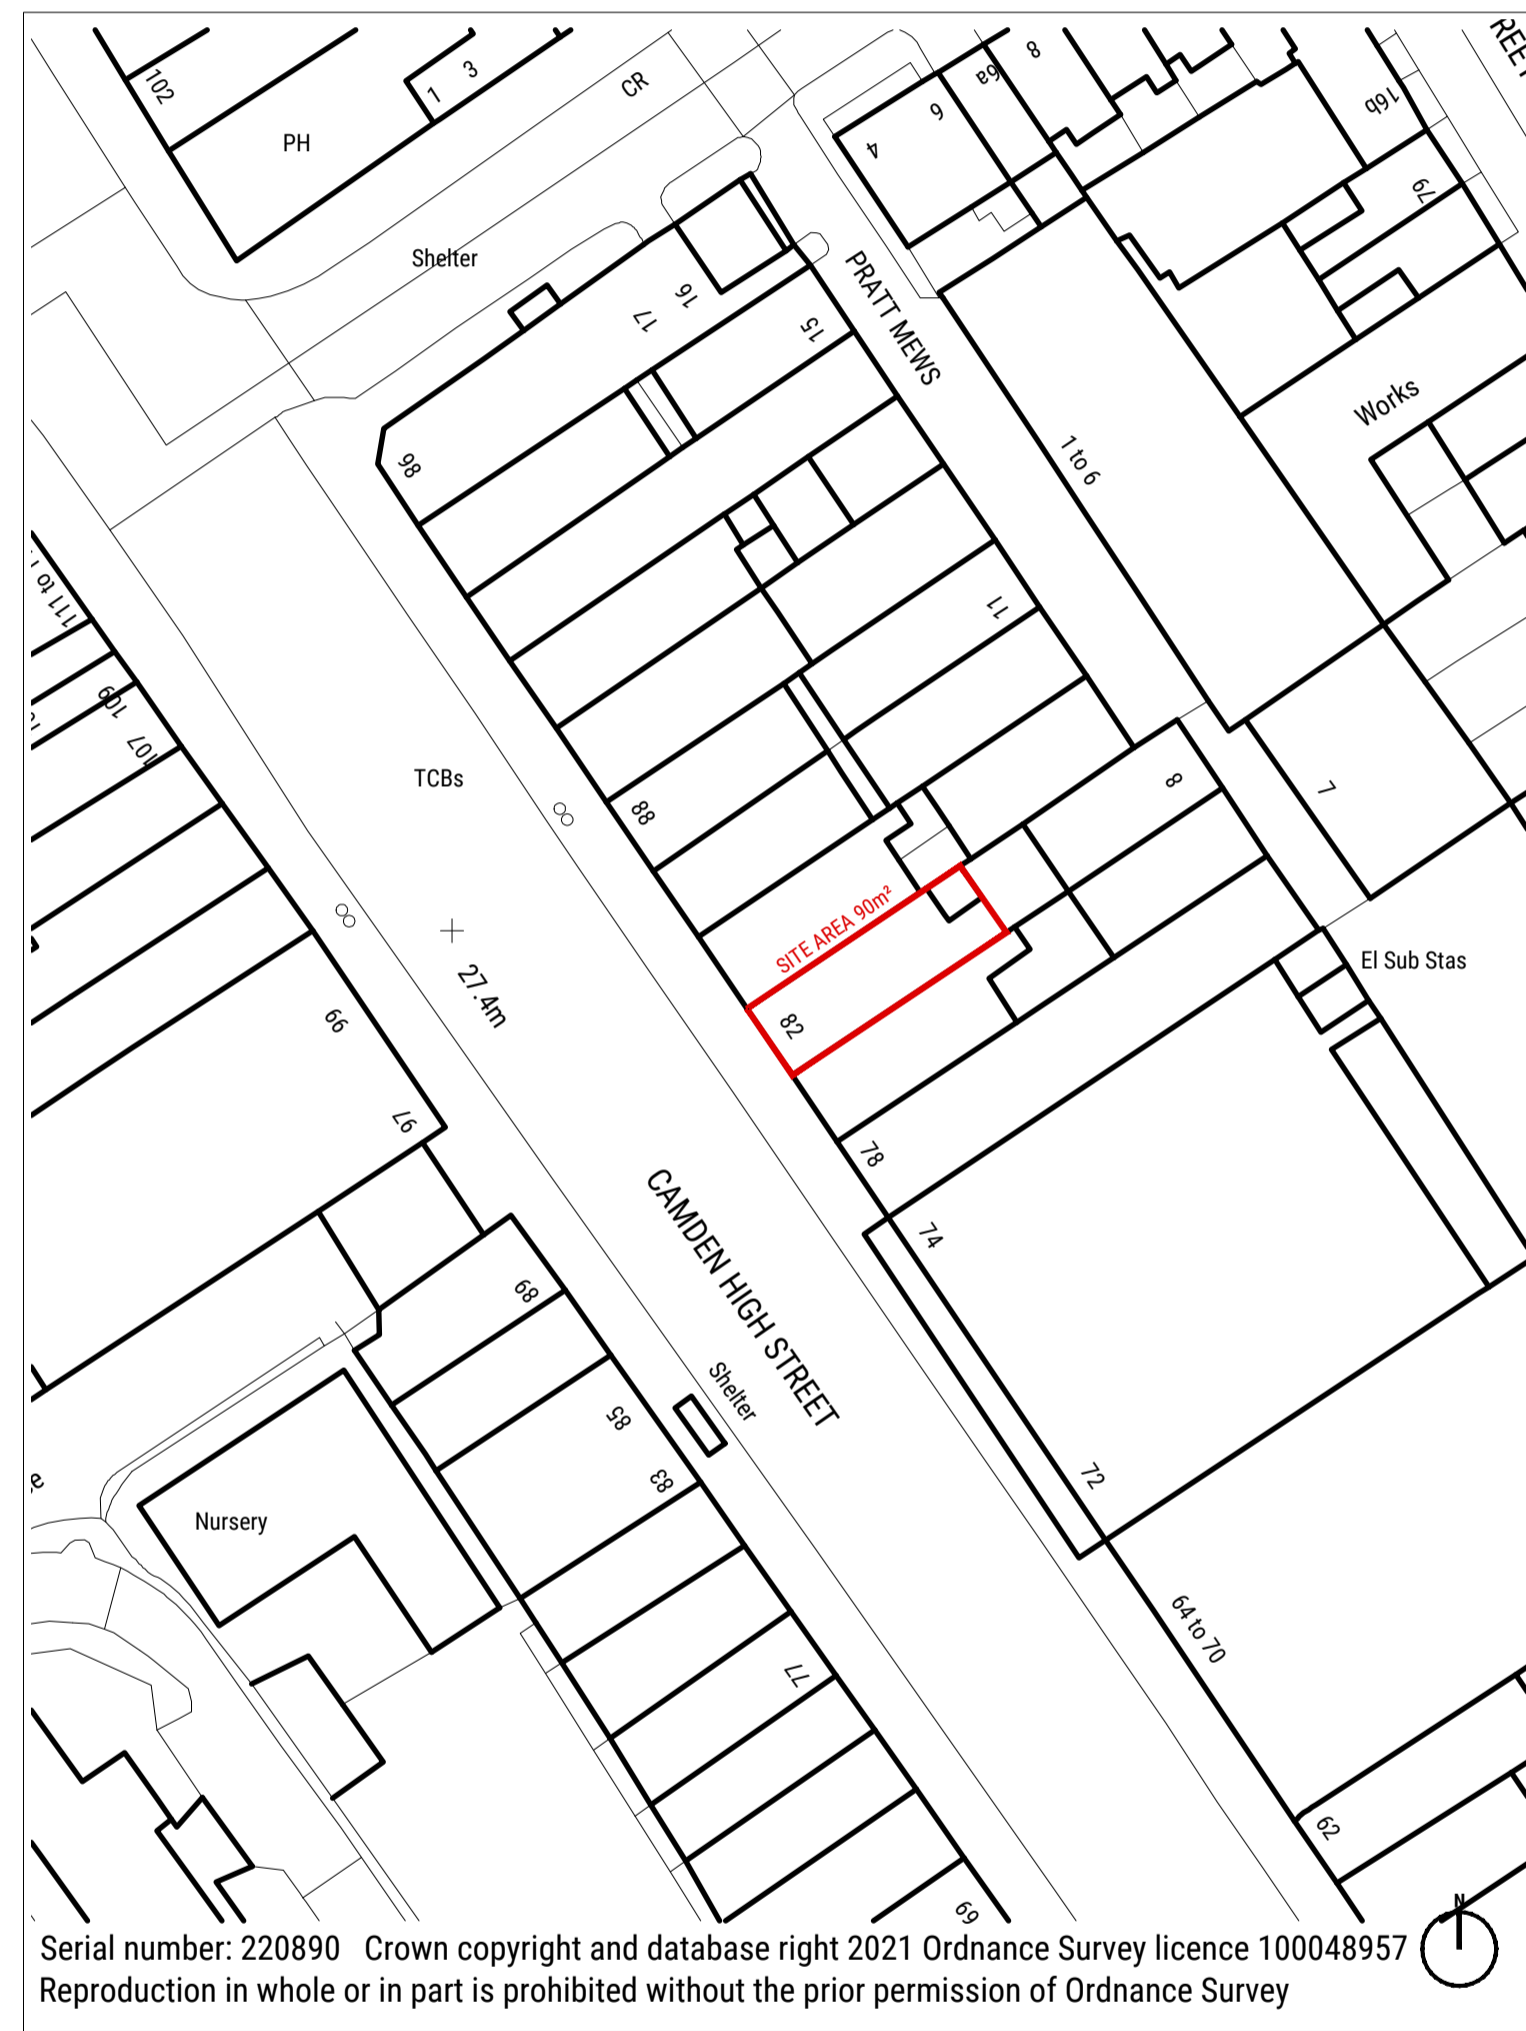 102
PH
1
3
CR
Shelter
4
6
6a
8
16b
79
PRATT MEWS
17
16
15
98
1 to 6
Works
11
109
107
TCBs
88
8
7
SITE AREA 90m²
82
El Sub Stas
27.4m
99
97
78
74
CAMDEN HIGH STREET
89
Shelter
85
83
72
Nursery
64 to 70
77
62
69
N
Serial number: 220890 Crown copyright and database right 2021 Ordnance Survey licence 100048957
Reproduction in whole or in part is prohibited without the prior permission of Ordnance Survey